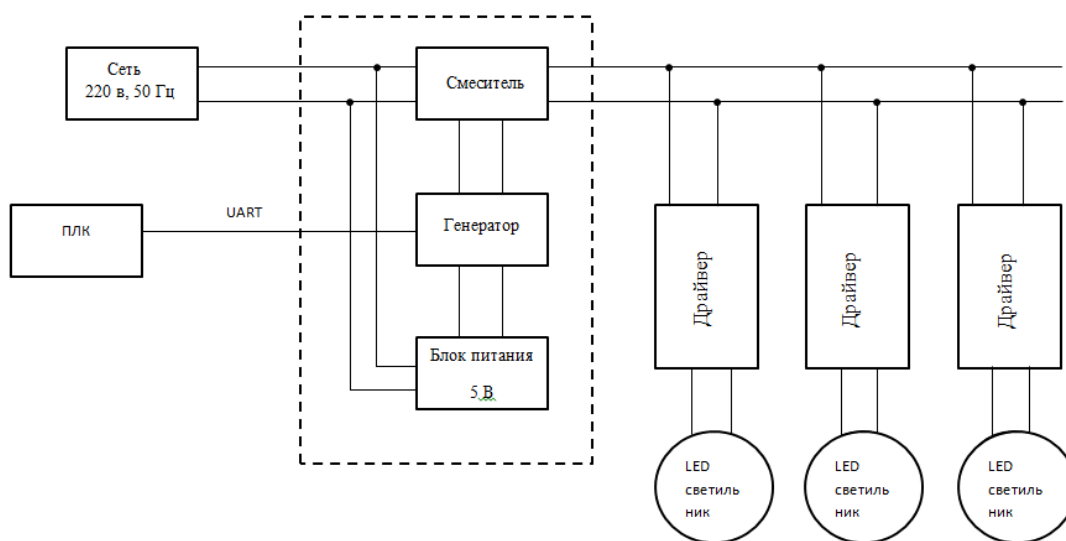 Сеть
220 в, 50 Гц
Смеситель
ПЛК
UART
Генератор
Блок питания
5 В
Драйвер
Драйвер
Драйвер
LED
светиль
ник
LED
светиль
ник
LED
светиль
ник